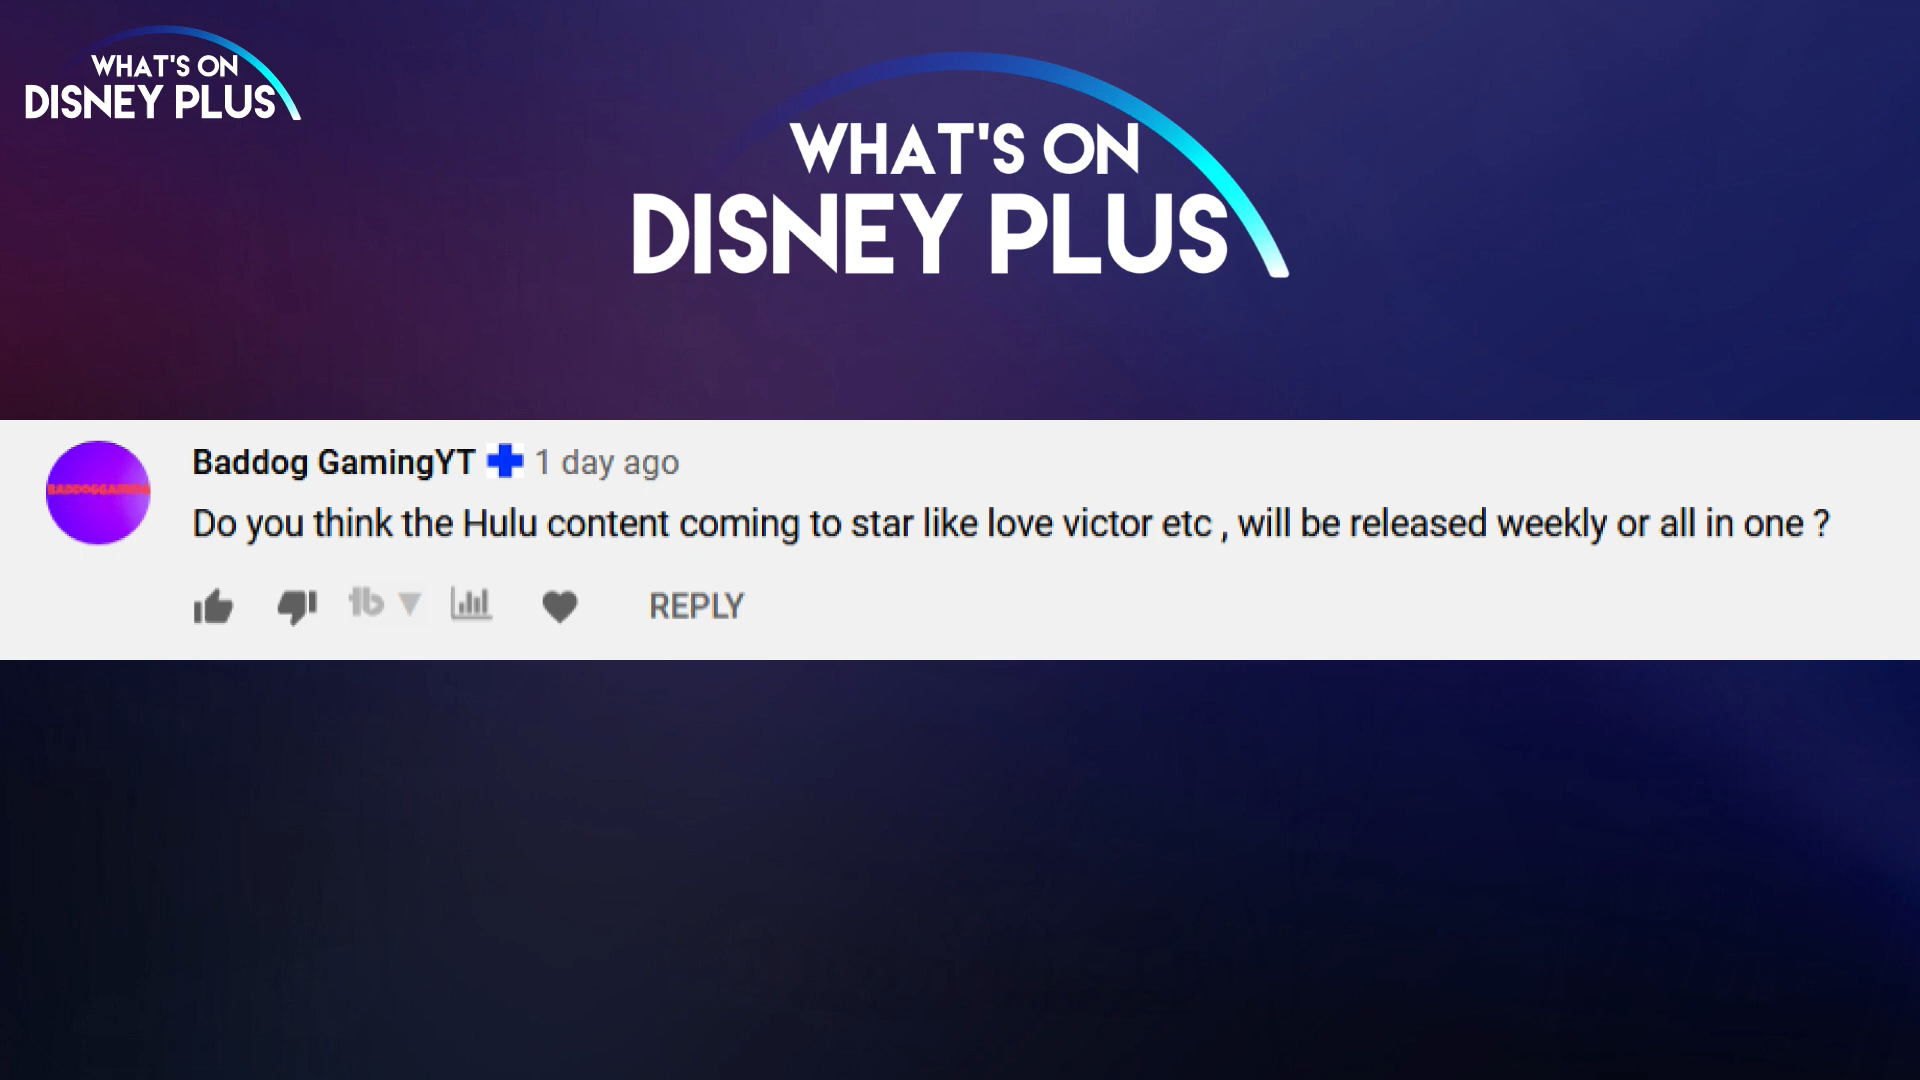 WHAT'S ON
DISNEY PLUS
WHAT'S ON
DISNEY PLUS
Baddog GamingYT 1 day ago
BADDOGGAMING
Do you think the Hulu content coming to star like love victor etc , will be released weekly or all in one ?
REPLY